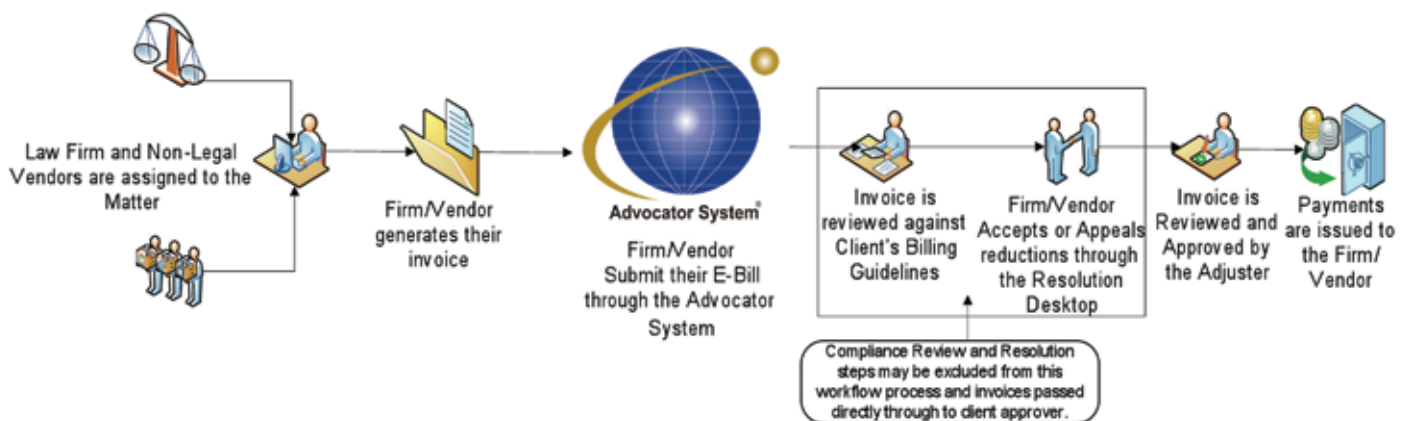 Law Firm and Non-Legal
Vendors are assigned to the
Matter
Firm/Vendor
generates their
invoice
Advocator System®
Firm/Vendor
Submit their E-Bill
through the Advocator
System
Invoice is
reviewed against
Client's Billing
Guidelines
Firm/Vendor
Accepts or Appeals
reductions through
the Resolution
Desktop
Invoice is
Reviewed and
Approved by
the Adjuster
Payments
are issued to
the Firm/
Vendor
Compliance Review and Resolution
steps may be excluded from this
workflow process and invoices passed
directly through to client approver.